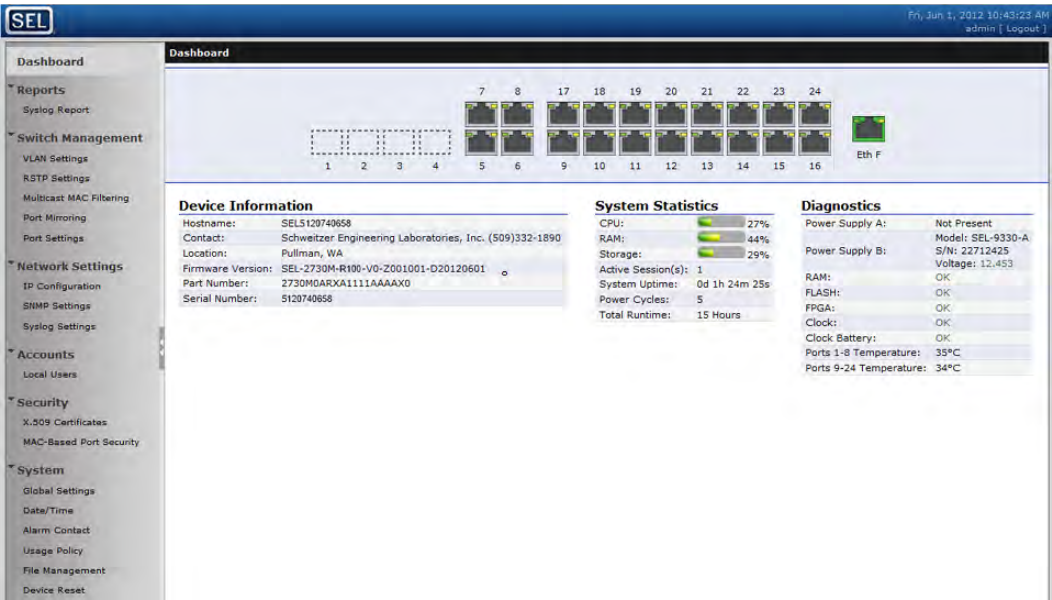 SEL
Fri, Jun 1, 2012 10:43:23 AM
admin [ Logout ]
Dashboard
Reports
Syslog Report
Switch Management
VLAN Settings
RSTP Settings
Multicast MAC Filtering
Port Mirroring
Port Settings
Network Settings
IP Configuration
SNMP Settings
Syslog Settings
Accounts
Local Users
Security
X.509 Certificates
MAC-Based Port Security
System
Global Settings
Date/Time
Alarm Contact
Usage Policy
File Management
Device Reset
Dashboard
7 8 17 18 19 20 21 22 23 24
Eth F
1 2 3 4 5 6 9 10 11 12 13 14 15 16
Device Information
Hostname: SEL5120740658
Contact: Schweitzer Engineering Laboratories, Inc. (509)332-1890
Location: Pullman, WA
Firmware Version: SEL-2730M-R100-V0-Z001001-D20120601
Part Number: 2730M0ARXA1111AAAAX0
Serial Number: 5120740658
System Statistics
CPU: 27%
RAM: 44%
Storage: 29%
Active Session(s): 1
System Uptime: 0d 1h 24m 25s
Power Cycles: 5
Total Runtime: 15 Hours
Diagnostics
Power Supply A: Not Present
Power Supply B: Model: SEL-9330-A
S/N: 22712425
Voltage: 12.453
RAM: OK
FLASH: OK
FPGA: OK
Clock: OK
Clock Battery: OK
Ports 1-8 Temperature: 35°C
Ports 9-24 Temperature: 34°C